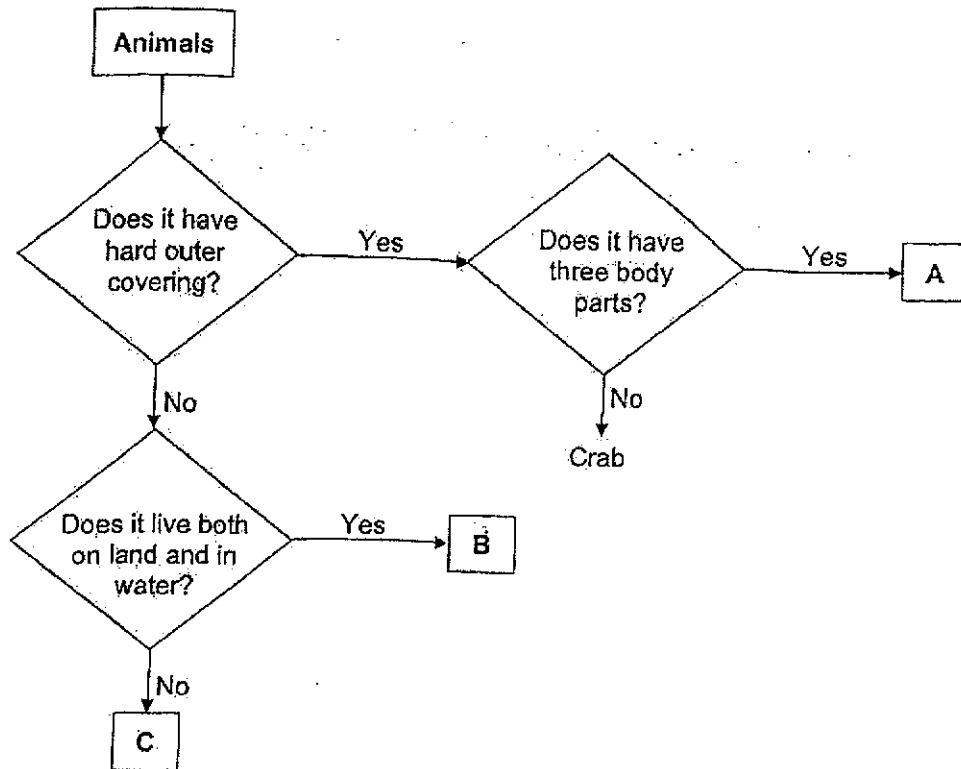 Animals
Does it have
hard outer
covering?
Yes
Does it have
three body
parts?
Yes
A
No
No
Crab
Does it live both
on land and in
water?
Yes
B
No
C